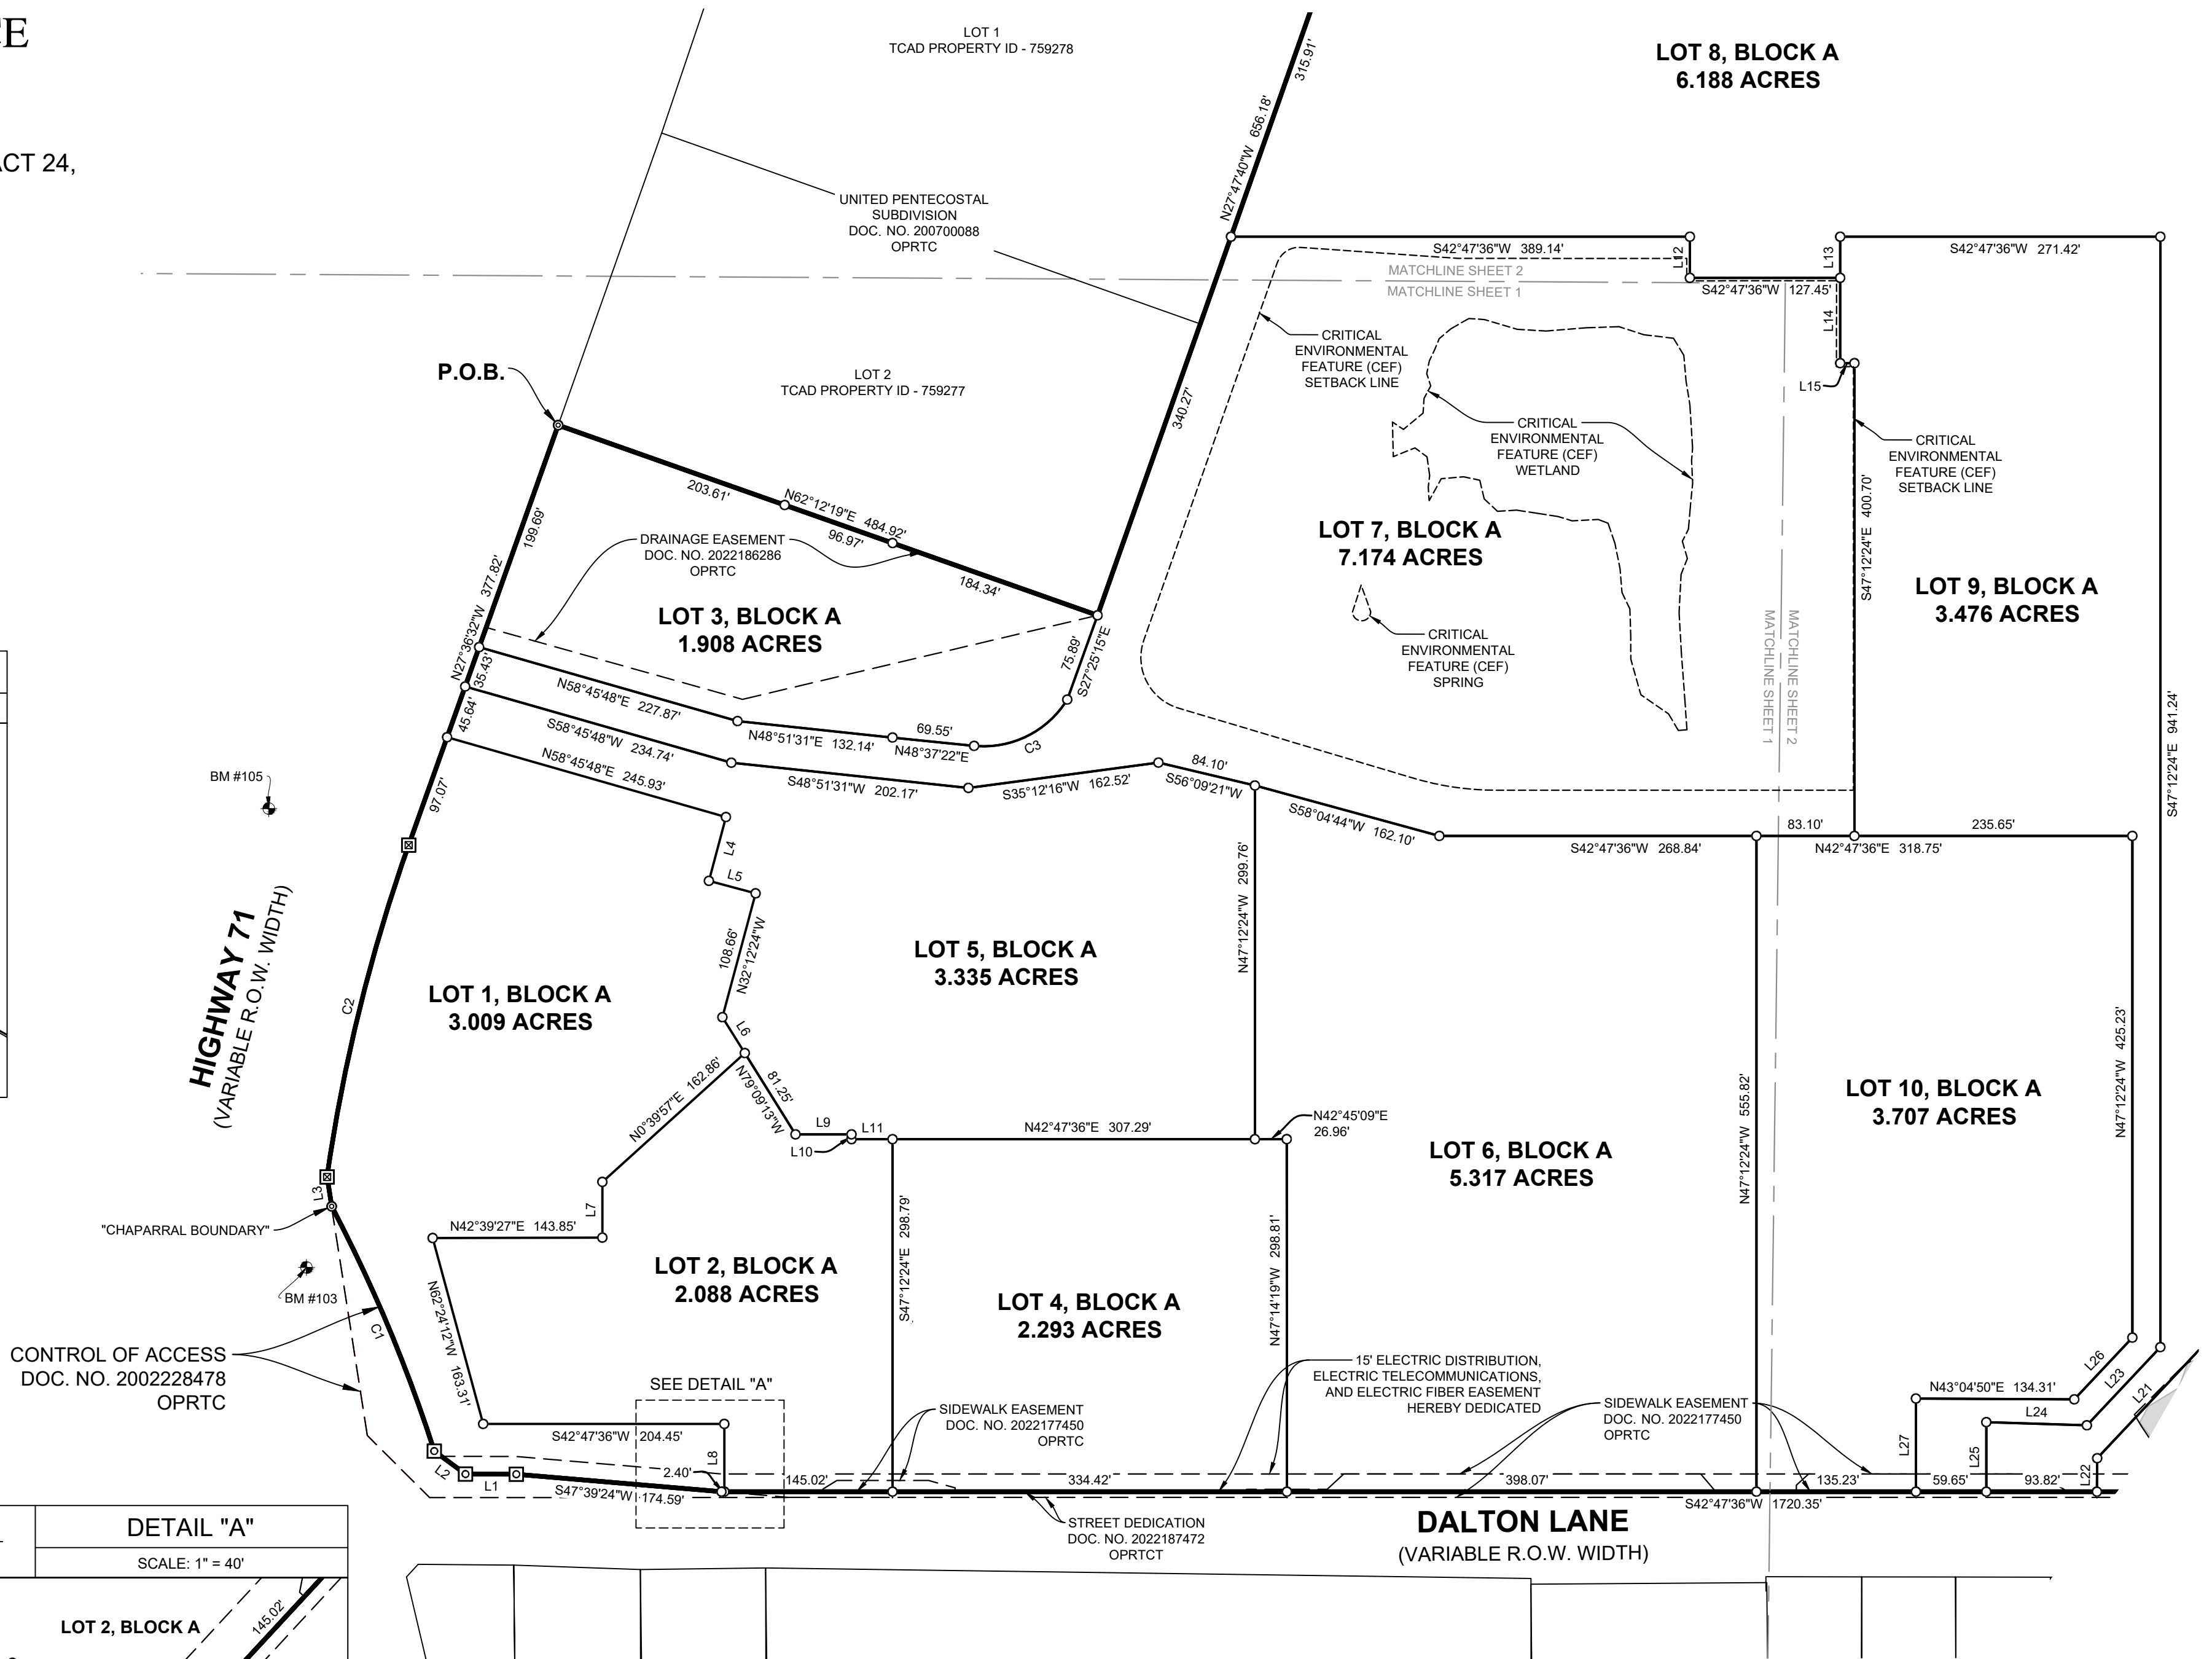 CE
ACT 24,
LOT 1
TCAD PROPERTY ID - 759278
315.91'
N27°47'40"W 656.18'
LOT 8, BLOCK A
6.188 ACRES
UNITED PENTECOSTAL
SUBDIVISION
DOC. NO. 200700088
OPRTC
S42°47'36"W 389.14'
L12
L13
S42°47'36"W 271.42'
MATCHLINE SHEET 2
MATCHLINE SHEET 1
S42°47'36"W 127.45'
L14
L15
P.O.B.
LOT 2
TCAD PROPERTY ID - 759277
340.27'
CRITICAL
ENVIRONMENTAL
FEATURE (CEF)
SETBACK LINE
CRITICAL
ENVIRONMENTAL
FEATURE (CEF)
WETLAND
CRITICAL
ENVIRONMENTAL
FEATURE (CEF)
SETBACK LINE
S47°12'24"E 400.70'
203.61'
N62°12'19"E 484.92'
96.97'
184.34'
199.69'
N27°36'32"W 377.82'
35.43'
45.64'
97.07'
DRAINAGE EASEMENT
DOC. NO. 2022186286
OPRTC
LOT 3, BLOCK A
1.908 ACRES
75.89'
S27°25'15"E
C3
LOT 7, BLOCK A
7.174 ACRES
CRITICAL
ENVIRONMENTAL
FEATURE (CEF)
SPRING
MATCHLINE SHEET 1
MATCHLINE SHEET 2
LOT 9, BLOCK A
3.476 ACRES
S47°12'24"E 941.24'
N58°45'48"E 227.87'
N48°51'31"E 132.14'
69.55'
N48°37'22"E
S58°45'48"W 234.74'
S48°51'31"W 202.17'
S35°12'16"W 162.52'
84.10'
S56°09'21"W
S58°04'44"W 162.10'
N58°45'48"E 245.93'
S42°47'36"W 268.84'
83.10'
235.65'
N42°47'36"E 318.75'
BM #105
L4
L5
108.66'
N32°12'24"W
L6
HIGHWAY 71
(VARIABLE R.O.W. WIDTH)
C2
LOT 1, BLOCK A
3.009 ACRES
LOT 5, BLOCK A
3.335 ACRES
N47°12'24"W 299.76'
N0°39'57"E 162.86'
81.25'
N79°09'13"W
L9
L10
L11
N42°47'36"E 307.29'
N42°45'09"E
26.96'
LOT 6, BLOCK A
5.317 ACRES
N47°12'24"W 555.82'
LOT 10, BLOCK A
3.707 ACRES
N47°12'24"W 425.23'
L3
"CHAPARRAL BOUNDARY"
BM #103
N42°39'27"E 143.85'
L7
LOT 2, BLOCK A
2.088 ACRES
S47°12'24"E 298.79'
LOT 4, BLOCK A
2.293 ACRES
N47°14'19"W 298.81'
CONTROL OF ACCESS
DOC. NO. 2002228478
OPRTC
C1
N62°24'12"W 163.31'
SEE DETAIL "A"
S42°47'36"W 204.45'
L8
2.40'
L2
L1
S47°39'24"W 174.59'
145.02'
SIDEWALK EASEMENT
DOC. NO. 2022177450
OPRTC
15' ELECTRIC DISTRIBUTION,
ELECTRIC TELECOMMUNICATIONS,
AND ELECTRIC FIBER EASEMENT
HEREBY DEDICATED
SIDEWALK EASEMENT
DOC. NO. 2022177450
OPRTC
N43°04'50"E 134.31'
L26
L23
L21
L24
L27
L25
L22
334.42'
398.07'
135.23'
59.65'
93.82'
S42°47'36"W 1720.35'
STREET DEDICATION
DOC. NO. 2022187472
OPRTCT
DALTON LANE
(VARIABLE R.O.W. WIDTH)
DETAIL "A"
SCALE: 1" = 40'
LOT 2, BLOCK A
145.02'